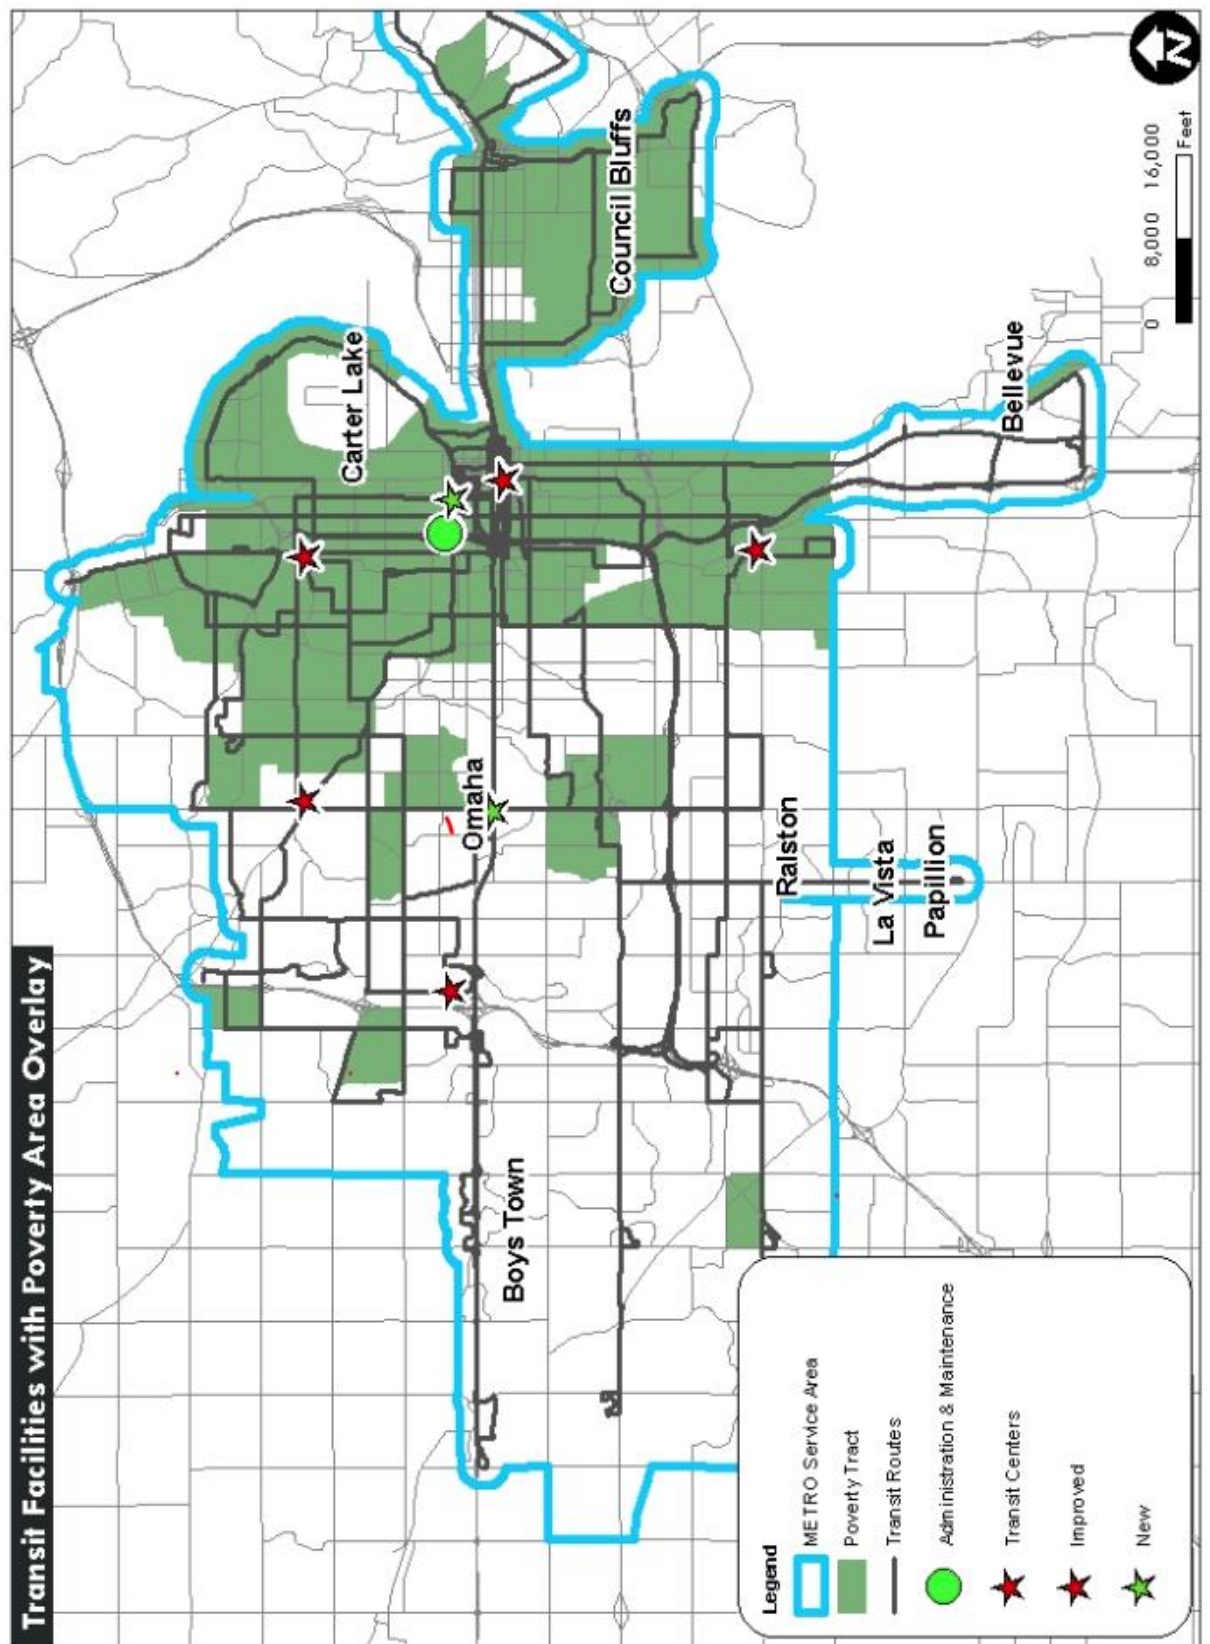 Transit Facilities with Poverty Area Overlay
Carter Lake
Council Bluffs
Omaha
Boys Town
Ralston
La Vista
Papillion
Bellevue
Legend
METRO Service Area
Poverty Tract
Transit Routes
Administration & Maintenance
Transit Centers
Improved
New
0 8,000 16,000
Feet
N